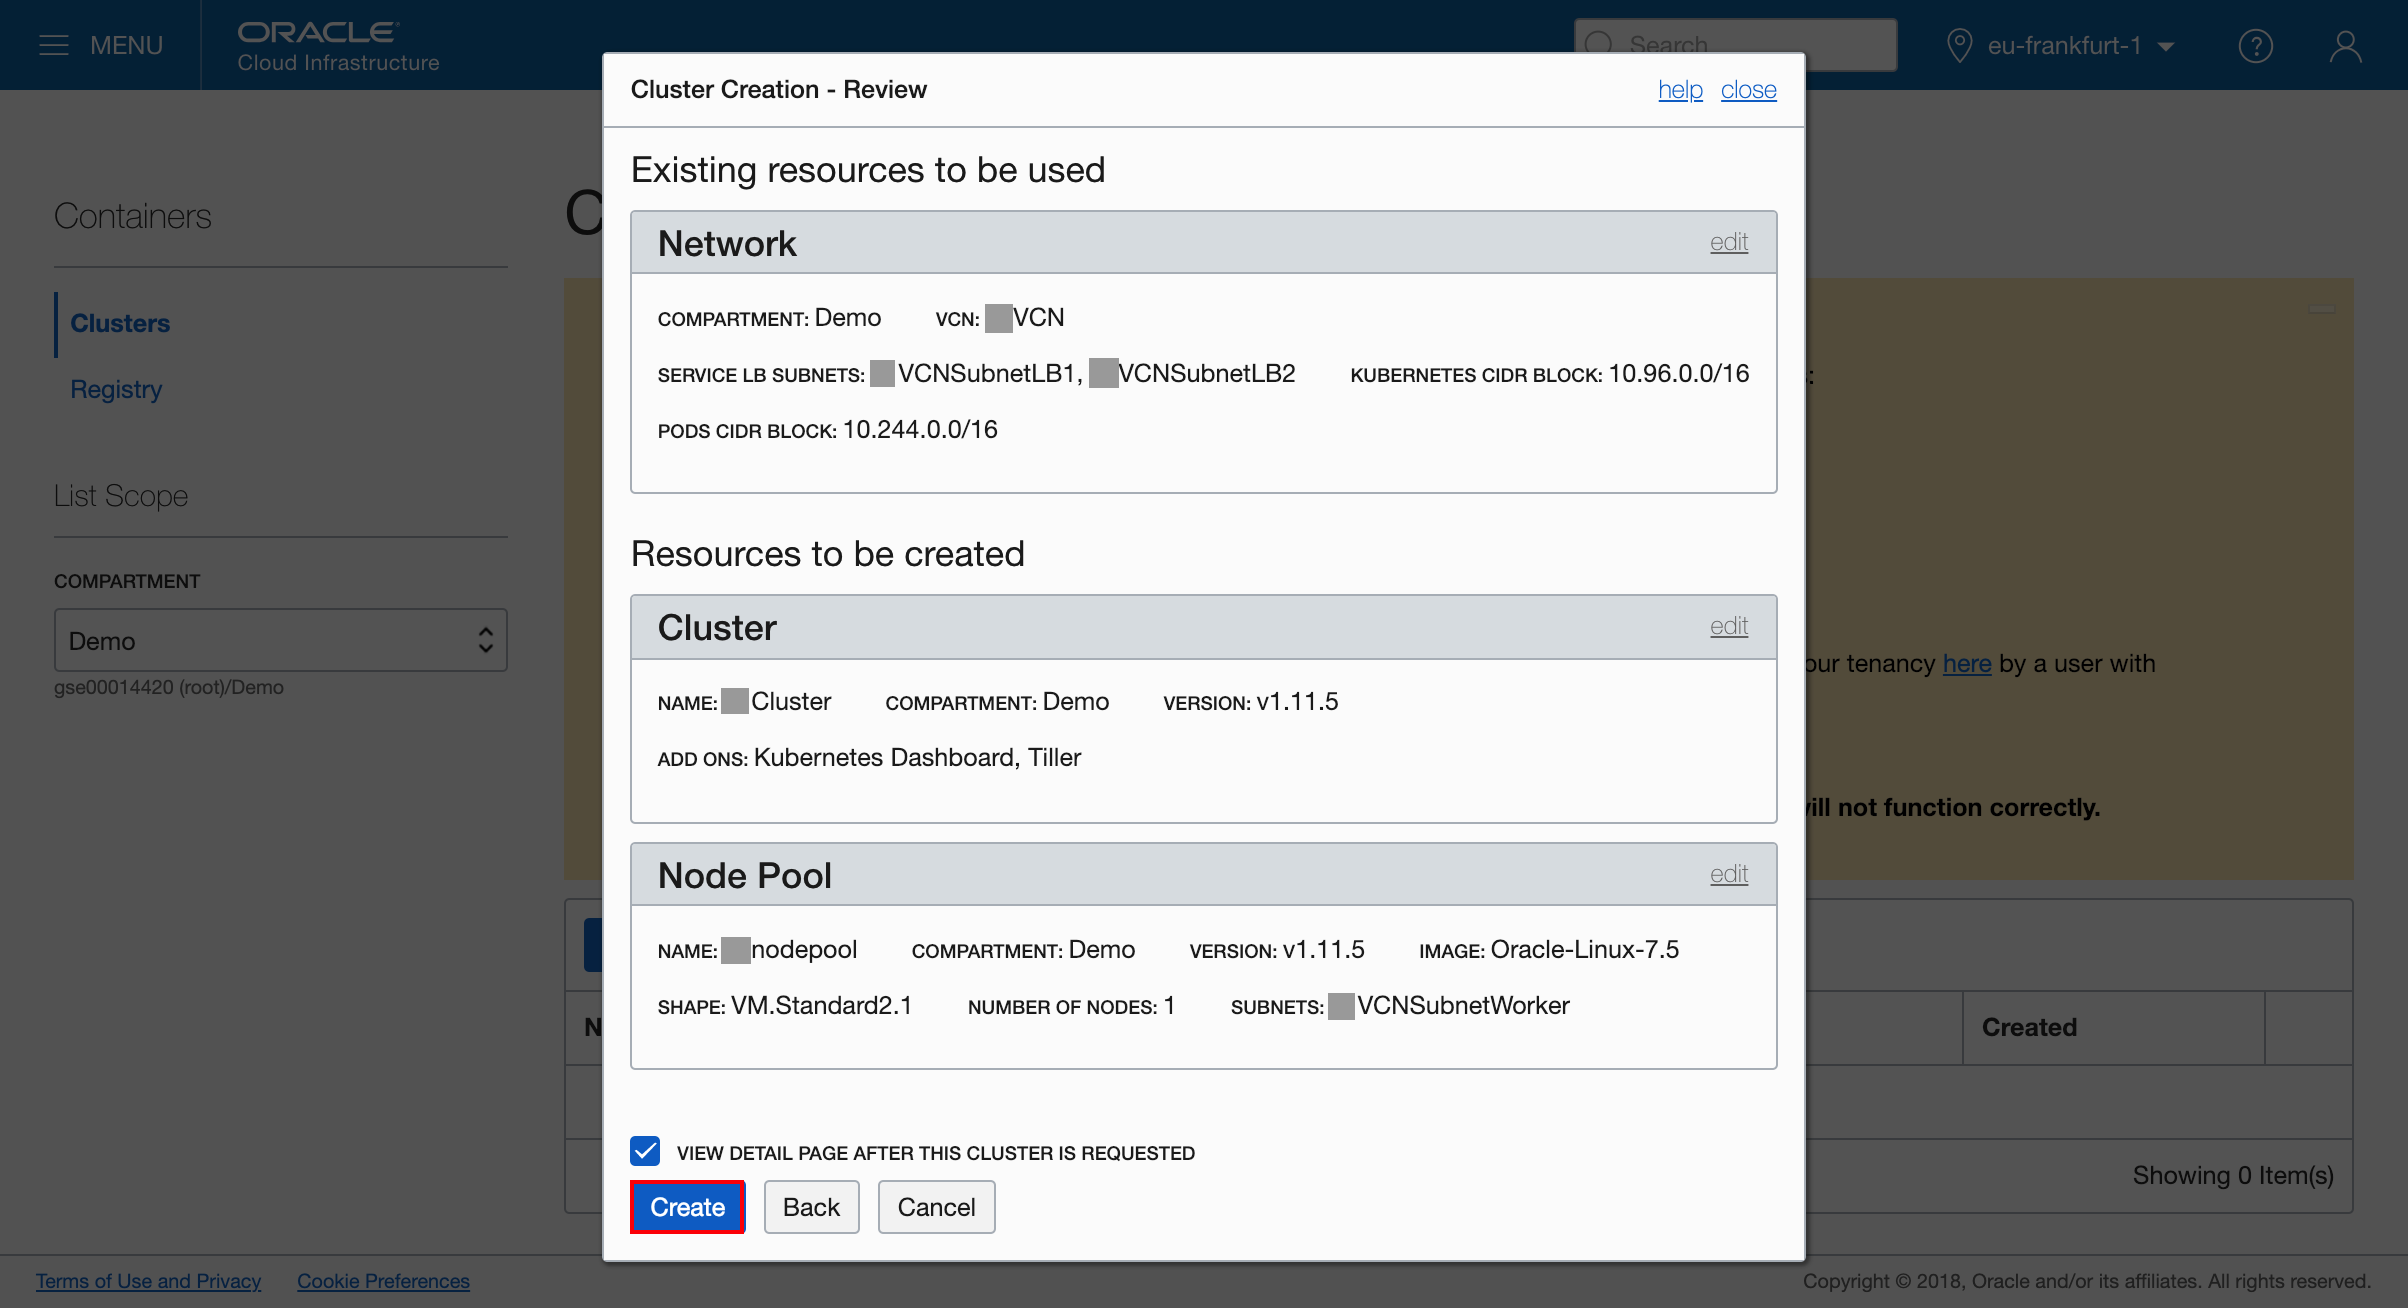 MENU
ORACLE
Cloud Infrastructure
Search
eu-frankfurt-1
Cluster Creation - Review
help close
Existing resources to be used
Containers
C
Network
edit
Clusters
Registry
COMPARTMENT: Demo VCN: VCN
SERVICE LB SUBNETS: VCNSubnetLB1, VCNSubnetLB2 KUBERNETES CIDR BLOCK: 10.96.0.0/16
PODS CIDR BLOCK: 10.244.0.0/16
List Scope
COMPARTMENT
Demo
gse00014420 (root)/Demo
Resources to be created
Cluster
edit
NAME: Cluster COMPARTMENT: Demo VERSION: v1.11.5
ADD ONS: Kubernetes Dashboard, Tiller
our tenancy here by a user with
will not function correctly.
Node Pool
edit
NAME: nodepool COMPARTMENT: Demo VERSION: v1.11.5 IMAGE: Oracle-Linux-7.5
SHAPE: VM.Standard2.1 NUMBER OF NODES: 1 SUBNETS: VCNSubnetWorker
N
Created
VIEW DETAIL PAGE AFTER THIS CLUSTER IS REQUESTED
Create Back Cancel
Showing 0 Item(s)
Terms of Use and Privacy Cookie Preferences
Copyright © 2018, Oracle and/or its affiliates. All rights reserved.